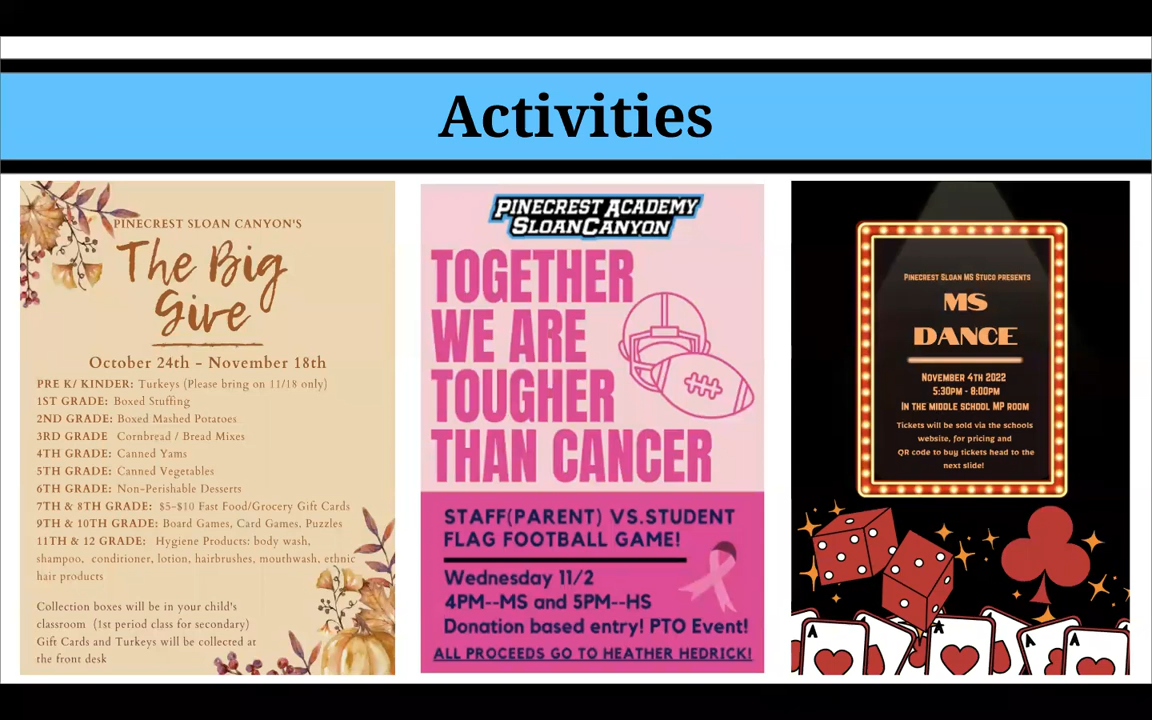 Activities
PINECREST SLOAN CANYON'S
The Big
Give
October 24th - November 18th
PRE K/ KINDER: Turkeys (Please bring on 11/18 only)
1ST GRADE: Boxed Stuffing
2ND GRADE: Boxed Mashed Potatoes
3RD GRADE Cornbread / Bread Mixes
4TH GRADE: Canned Yams
5TH GRADE: Canned Vegetables
6TH GRADE: Non-Perishable Desserts
7TH & 8TH GRADE: $5-$10 Fast Food/Grocery Gift Cards
9TH & 10TH GRADE: Board Games, Card Games, Puzzles
11TH & 12 GRADE: Hygiene Products: body wash,
shampoo, conditioner, lotion, hairbrushes, mouthwash, ethnic
hair products
Collection boxes will be in your child's
classroom (1st period class for secondary)
Gift Cards and Turkeys will be collected at
the front desk
PINECREST ACADEMY
SLOAN CANYON
TOGETHER
WE ARE
TOUGHER
THAN CANCER
STAFF(PARENT) VS.STUDENT
FLAG FOOTBALL GAME!
Wednesday 11/2
4PM--MS and 5PM--HS
Donation based entry! PTO Event!
ALL PROCEEDS GO TO HEATHER HEDRICK!
PINECREST SLOAN MS STUCO PRESENTS
MS
DANCE
NOVEMBER 4TH 2022
5:30PM - 8:00PM
IN THE MIDDLE SCHOOL MP ROOM
Tickets will be sold via the schools
website, for pricing and
QR code to buy tickets head to the
next slide!
A A A A